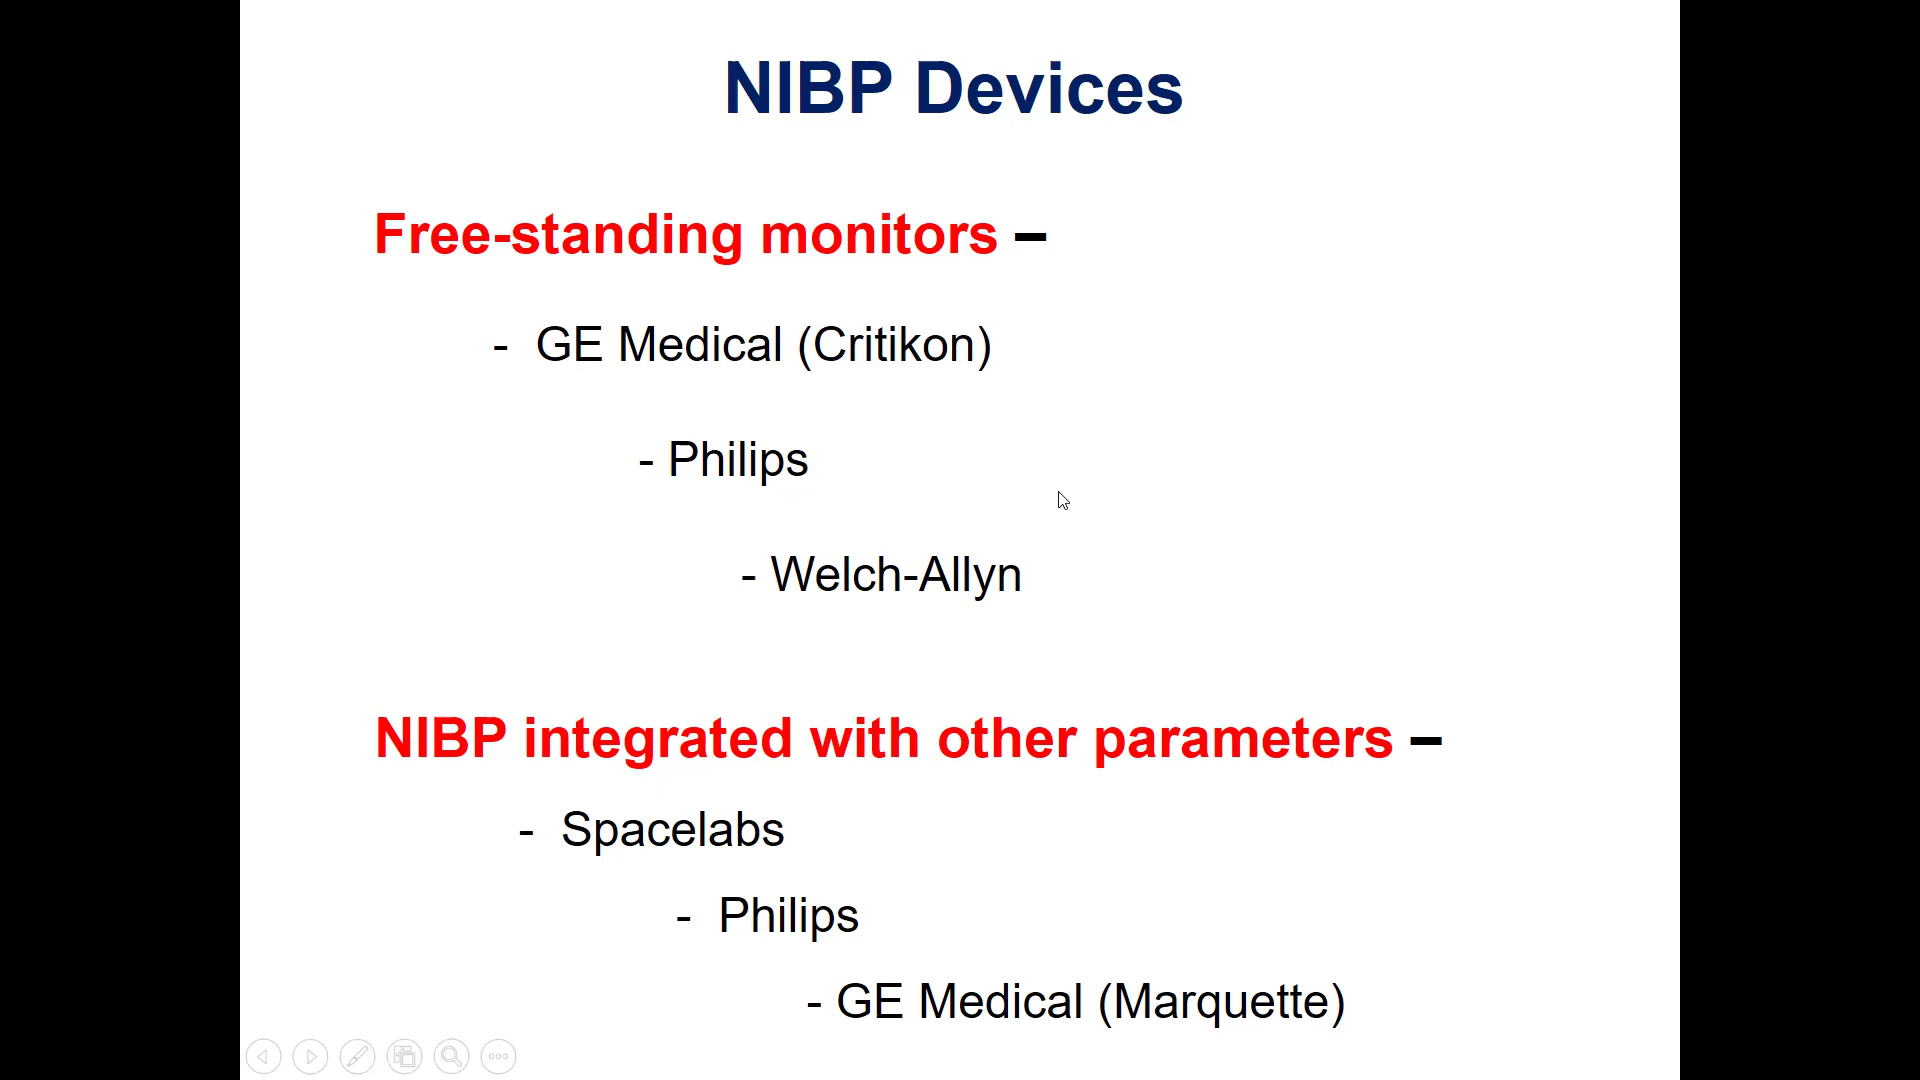 NIBP Devices
Free-standing monitors –
- GE Medical (Critikon)
- Philips
- Welch-Allyn
NIBP integrated with other parameters –
- Spacelabs
- Philips
- GE Medical (Marquette)